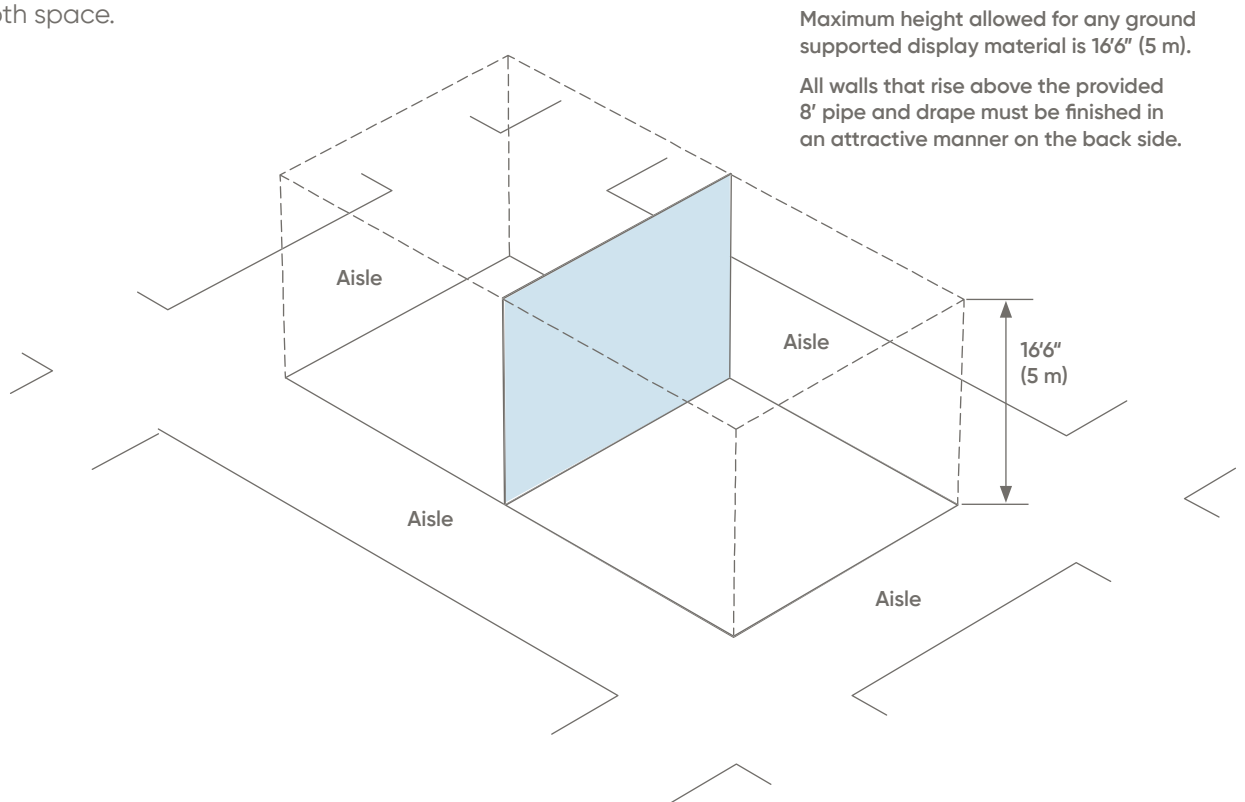 oth space.
Maximum height allowed for any ground
supported display material is 16'6" (5 m).
All walls that rise above the provided
8' pipe and drape must be finished in
an attractive manner on the back side.
Aisle
Aisle
16'6"
(5 m)
Aisle
Aisle